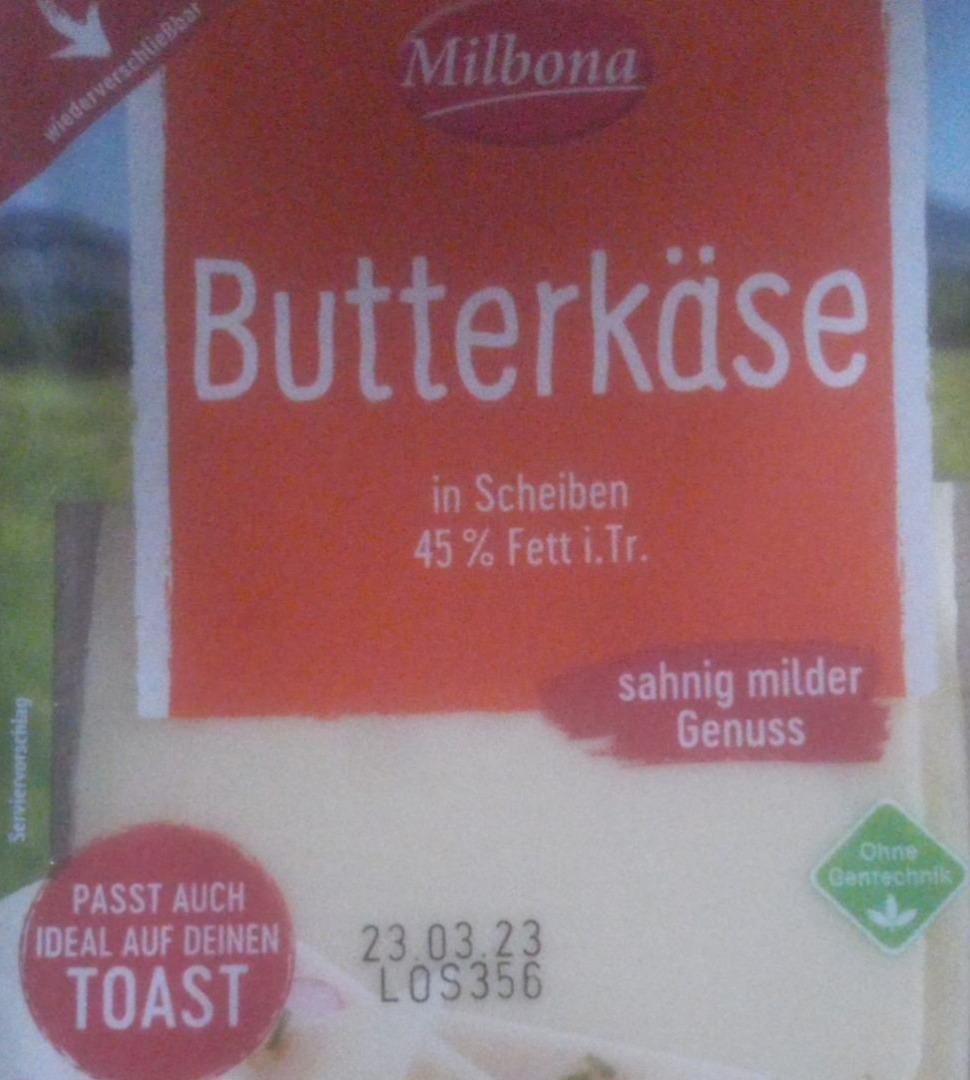 wiederverschließbar
Milbona
Butterkäse
in Scheiben
45 % Fett i.Tr.
sahnig milder
Genuss
Serviervorschlag
Ohne
Gentechnik
PASST AUCH
IDEAL AUF DEINEN
TOAST
23.03.23
LOS356